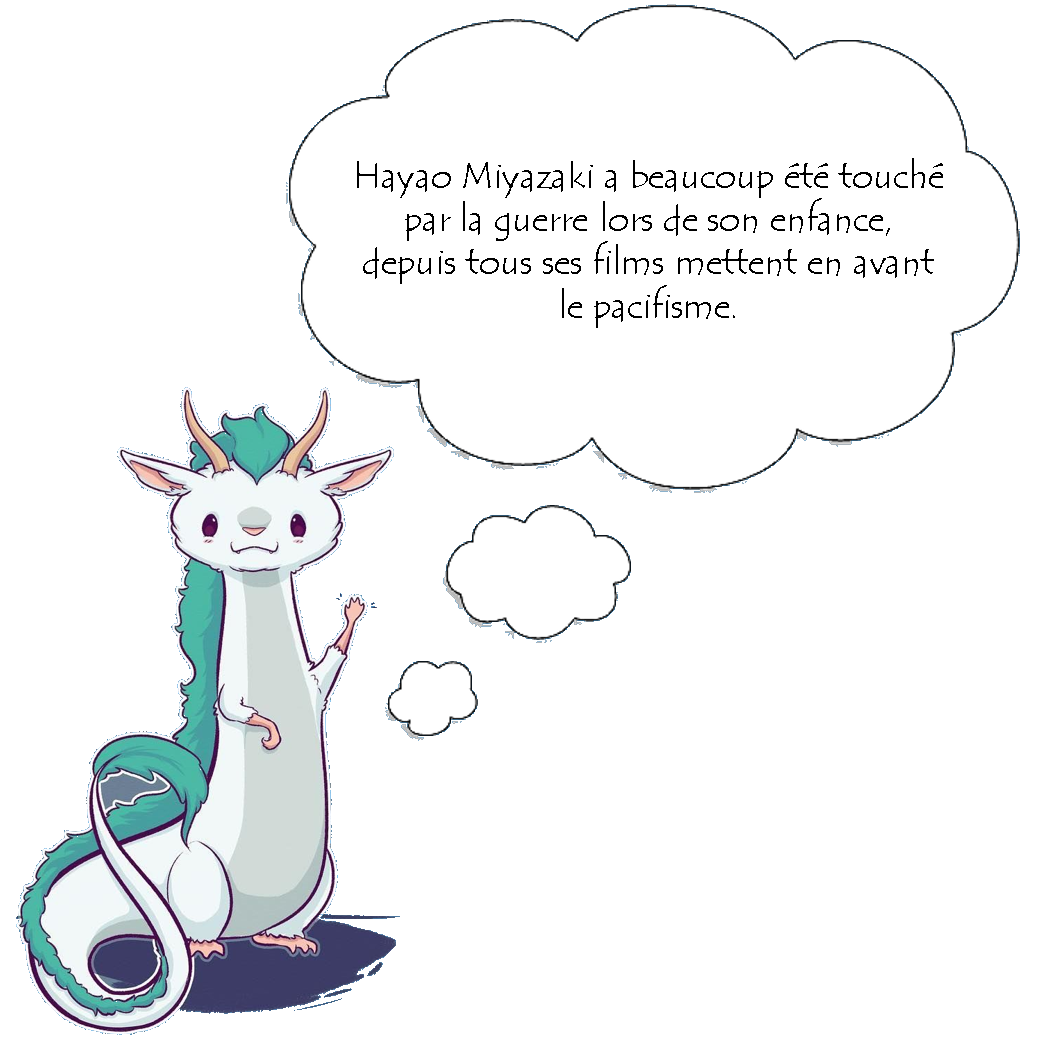 Hayao Miyazaki a beaucoup été touché
par la guerre lors de son enfance,
depuis tous ses films mettent en avant
le pacifisme.